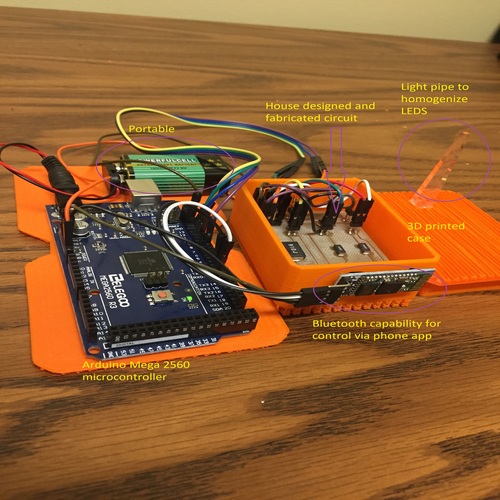 Light pipe to
homogenize
LEDS
House designed and
fabricated circuit
Portable
POWERFULCELL
3D printed
case
ELEGOO
MEGA2560 R3
Bluetooth capability for
control via phone app
Arduino Mega 2560
microcontroller